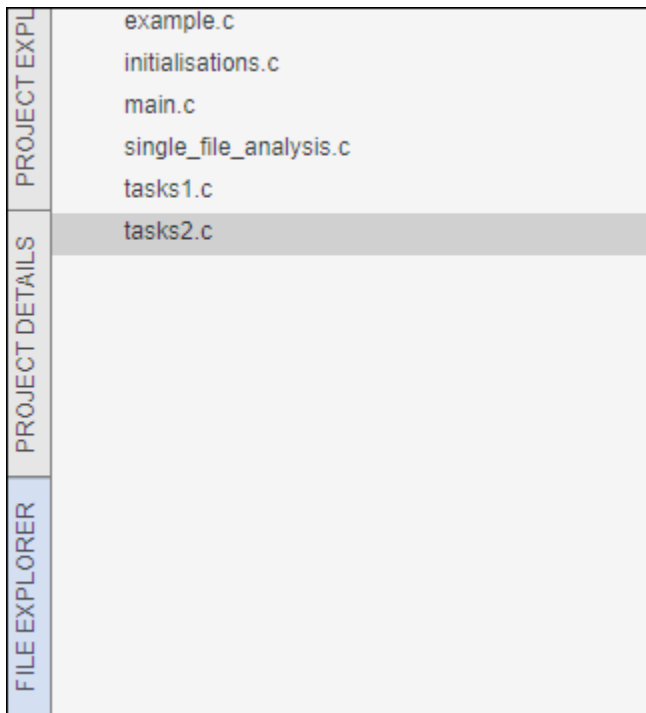 PROJECT EXPL
PROJECT DETAILS
FILE EXPLORER
example.c
initialisations.c
main.c
single_file_analysis.c
tasks1.c
tasks2.c